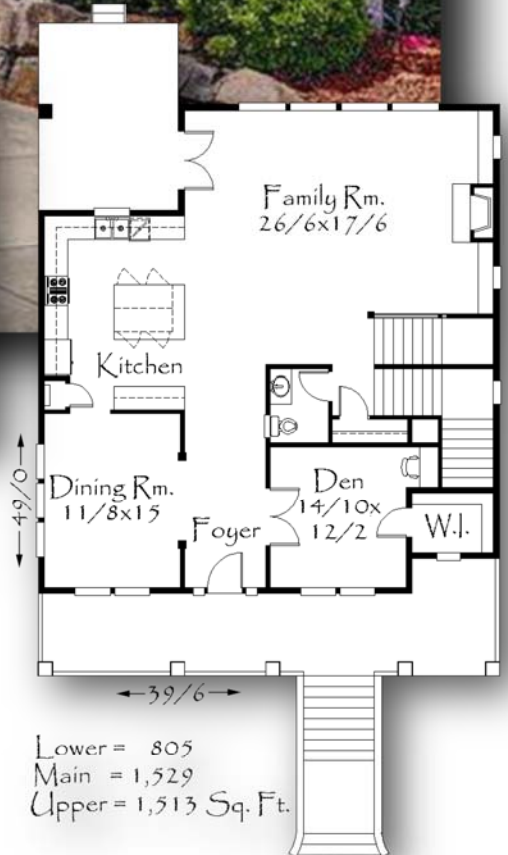 Family Rm.
26/6x17/6
Kitchen
Dining Rm.
11/8x15
Foyer
Den
14/10x
12/2
W.I.
49/0
39/6
Lower = 805
Main = 1,529
Upper = 1,513 Sq. Ft.